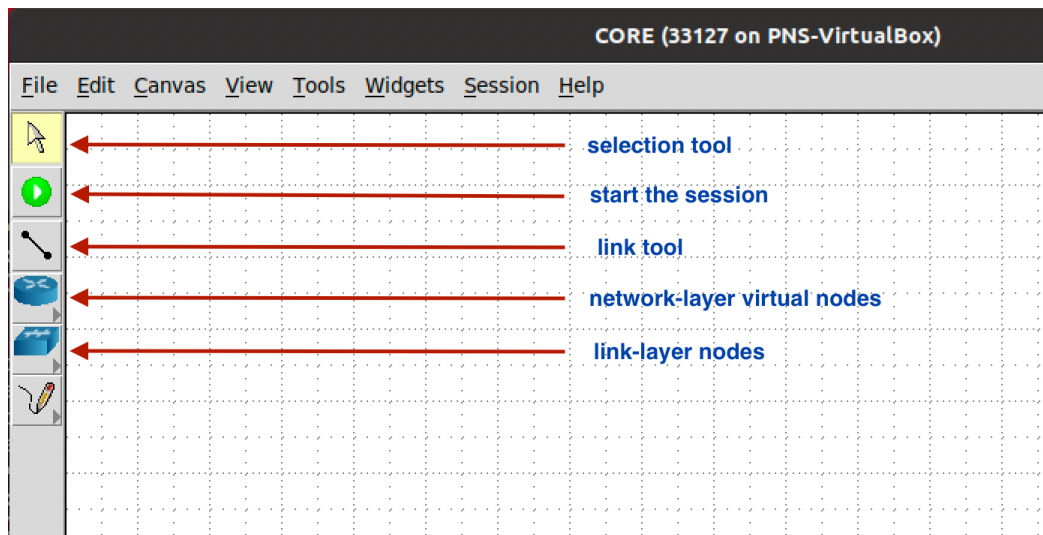 CORE (33127 on PNS-VirtualBox)
File Edit Canvas View Tools Widgets Session Help
selection tool
start the session
link tool
network-layer virtual nodes
link-layer nodes